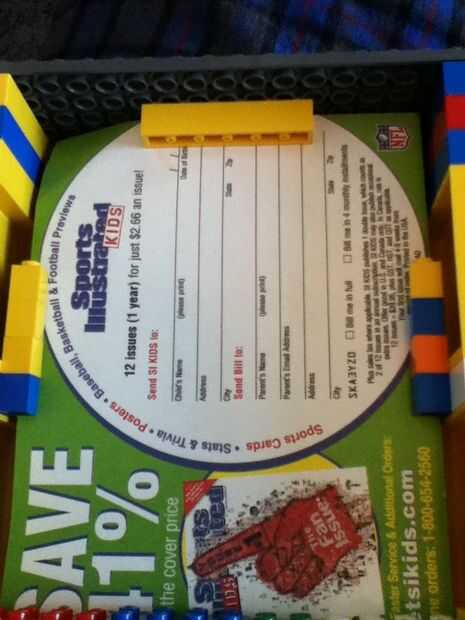 • Baseball, Basketball & Football Previews
Posters • Stats & Trivia • Sports Cards
Sports
Illustrated
KIDS
12 issues (1 year) for just $2.66 an issue!
Send SI KIDS to:
Child's Name (please print) Date of Birth
Address
City State Zip
Send Bill to:
Parent's Name (please print)
Parent's Email Address
Address
City State Zip
SKA3YZ0 ☐ Bill me in full ☐ Bill me in 4 monthly installments
NFL
SAVE
41%
the cover price
Fan
issue
Service & Additional Orders:
etsikids.com
orders: 1-800-654-2560